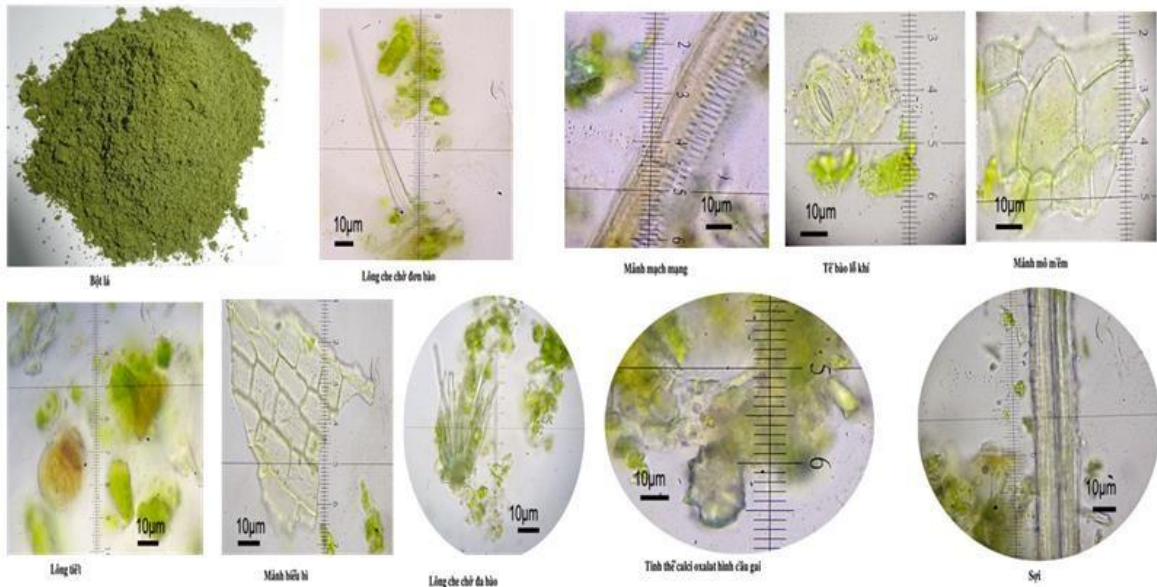 10µm
10µm
10µm
10µm
Bột lá
Lông che chở đơn bào
Mảnh mạch mạng
Tế bào lỗ khí
Mảnh mô mềm
10µm
10µm
10µm
10µm
10µm
Lông tiết
Mảnh biểu bì
Lông che chở đa bào
Tinh thể calci oxalat hình cầu gai
Sợi